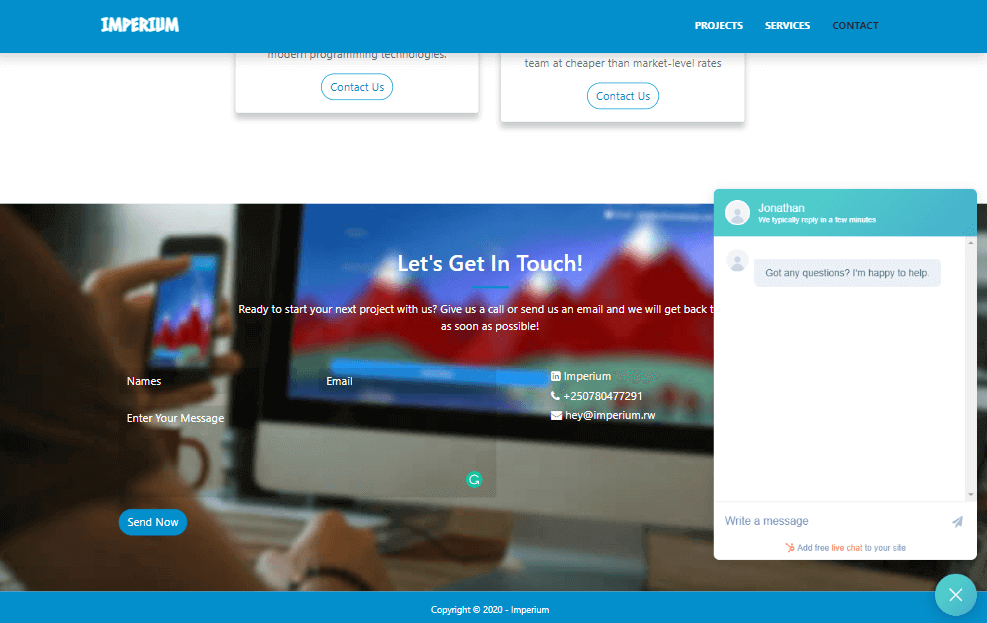 IMPERIUM
PROJECTS SERVICES CONTACT
modern programming technologies.
Contact Us
team at cheaper than market-level rates
Contact Us
Let's Get In Touch!
Ready to start your next project with us? Give us a call or send us an email and we will get back t
as soon as possible!
Names
Email
Enter Your Message
Send Now
Imperium
+250780477291
hey@imperium.rw
Jonathan
We typically reply in a few minutes
Got any questions? I'm happy to help.
Write a message
Add free live chat to your site
Copyright © 2020 - Imperium